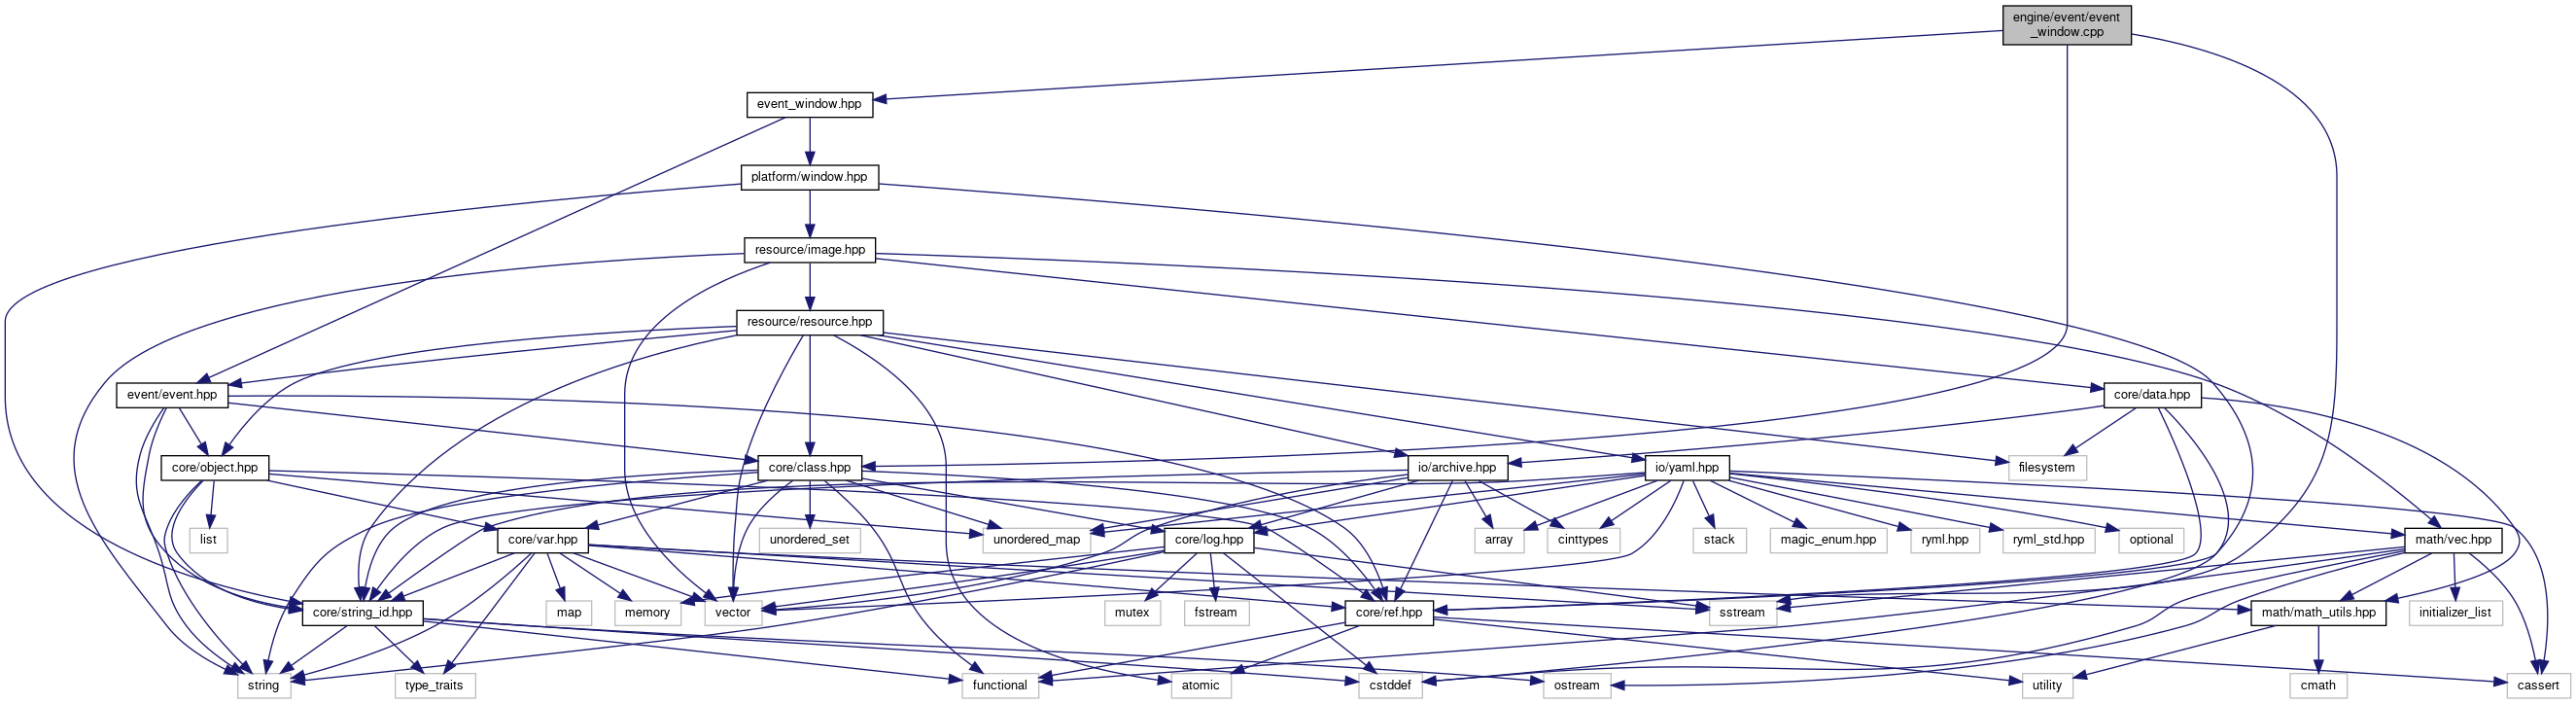 engine/event/event
_window.cpp
event_window.hpp
platform/window.hpp
resource/image.hpp
resource/resource.hpp
event/event.hpp
core/data.hpp
core/object.hpp
core/class.hpp
io/archive.hpp
io/yaml.hpp
filesystem
list
core/var.hpp
unordered_set
unordered_map
core/log.hpp
array
cinttypes
stack
magic_enum.hpp
ryml.hpp
ryml_std.hpp
optional
math/vec.hpp
core/string_id.hpp
map
memory
vector
mutex
fstream
core/ref.hpp
sstream
math/math_utils.hpp
initializer_list
string
type_traits
functional
atomic
cstddef
ostream
utility
cmath
cassert